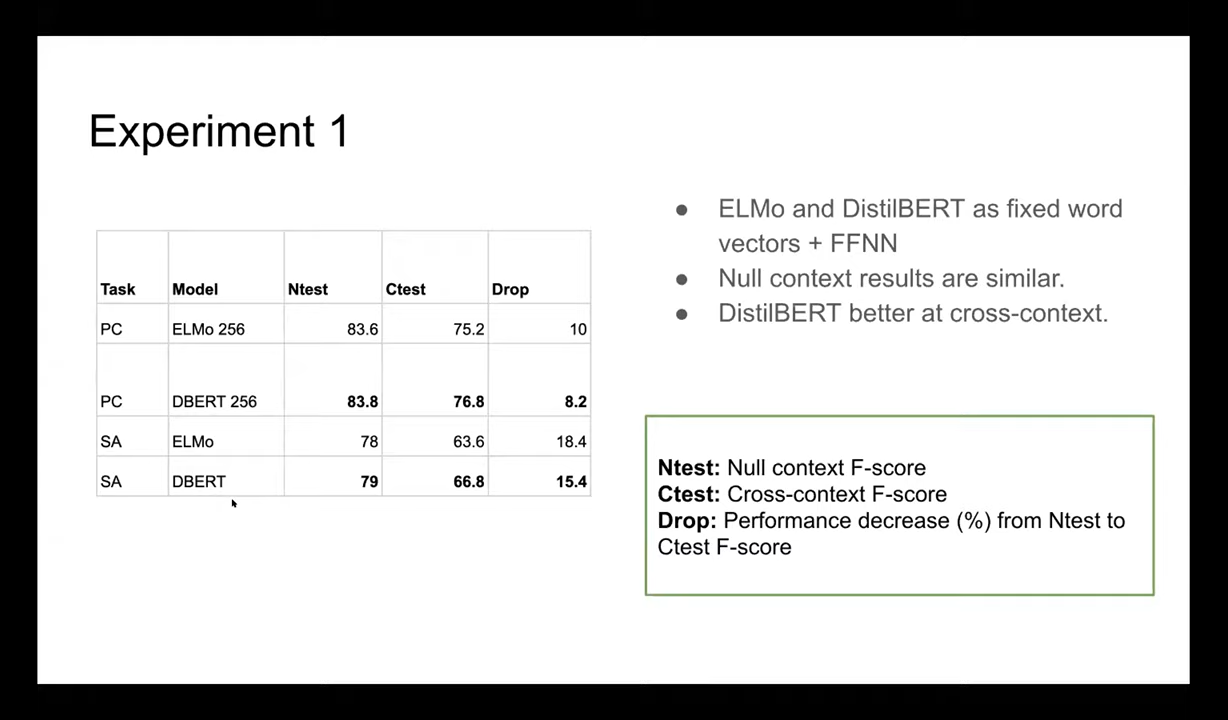 Experiment 1
Task Model Ntest Ctest Drop
PC ELMo 256 83.6 75.2 10
PC DBERT 256 83.8 76.8 8.2
SA ELMo 78 63.6 18.4
SA DBERT 79 66.8 15.4
● ELMo and DistilBERT as fixed word
vectors + FFNN
● Null context results are similar.
● DistilBERT better at cross-context.
Ntest: Null context F-score
Ctest: Cross-context F-score
Drop: Performance decrease (%) from Ntest to
Ctest F-score